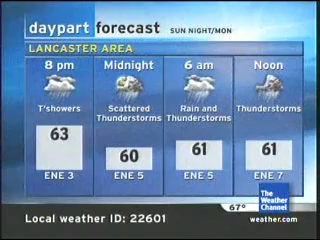 daypart forecast SUN NIGHT/MON
LANCASTER AREA
8 pm Midnight 6 am Noon
T'showers Scattered Thunderstorms Rain and Thunderstorms Thunderstorms
63 60 61 61
ENE 3 ENE 5 ENE 5 ENE 7
The Weather Channel
67°
Local weather ID: 22601
weather.com